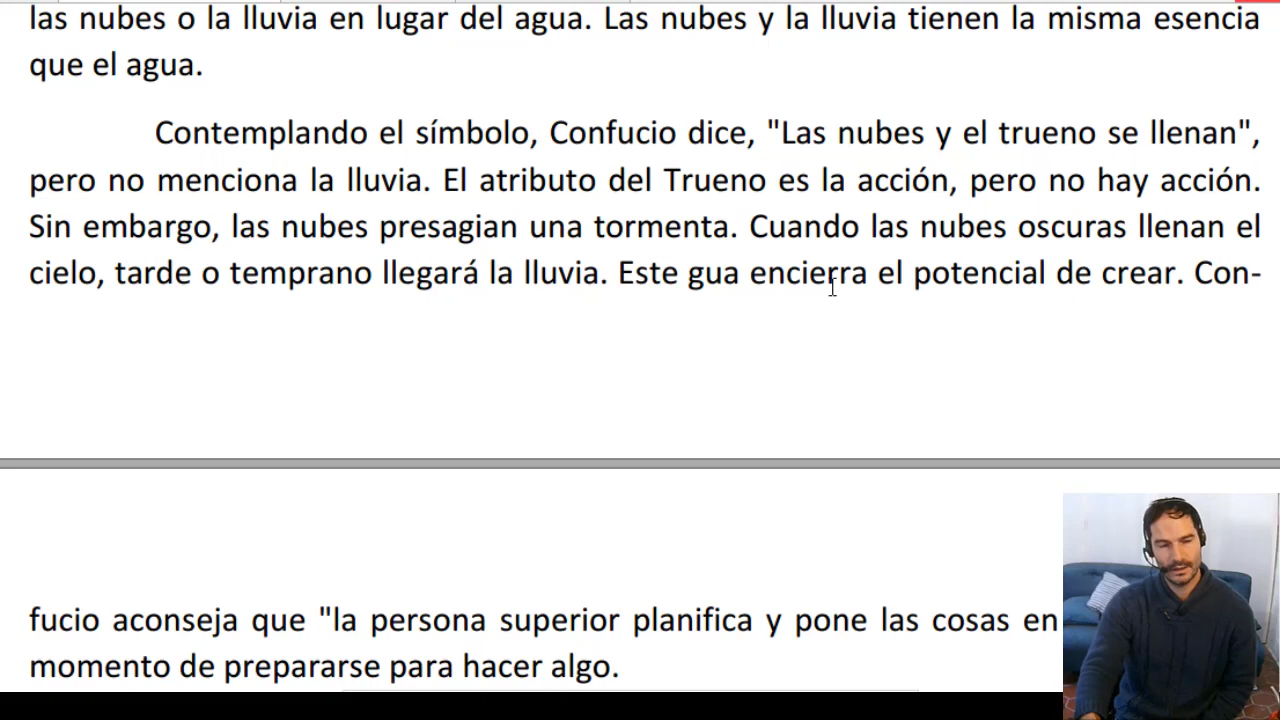 las nubes o la lluvia en lugar del agua. Las nubes y la lluvia tienen la misma esencia
que el agua.
Contemplando el símbolo, Confucio dice, "Las nubes y el trueno se llenan",
pero no menciona la lluvia. El atributo del Trueno es la acción, pero no hay acción.
Sin embargo, las nubes presagian una tormenta. Cuando las nubes oscuras llenan el
cielo, tarde o temprano llegará la lluvia. Este gua encierra el potencial de crear. Con-
fucio aconseja que "la persona superior planifica y pone las cosas en
momento de prepararse para hacer algo.